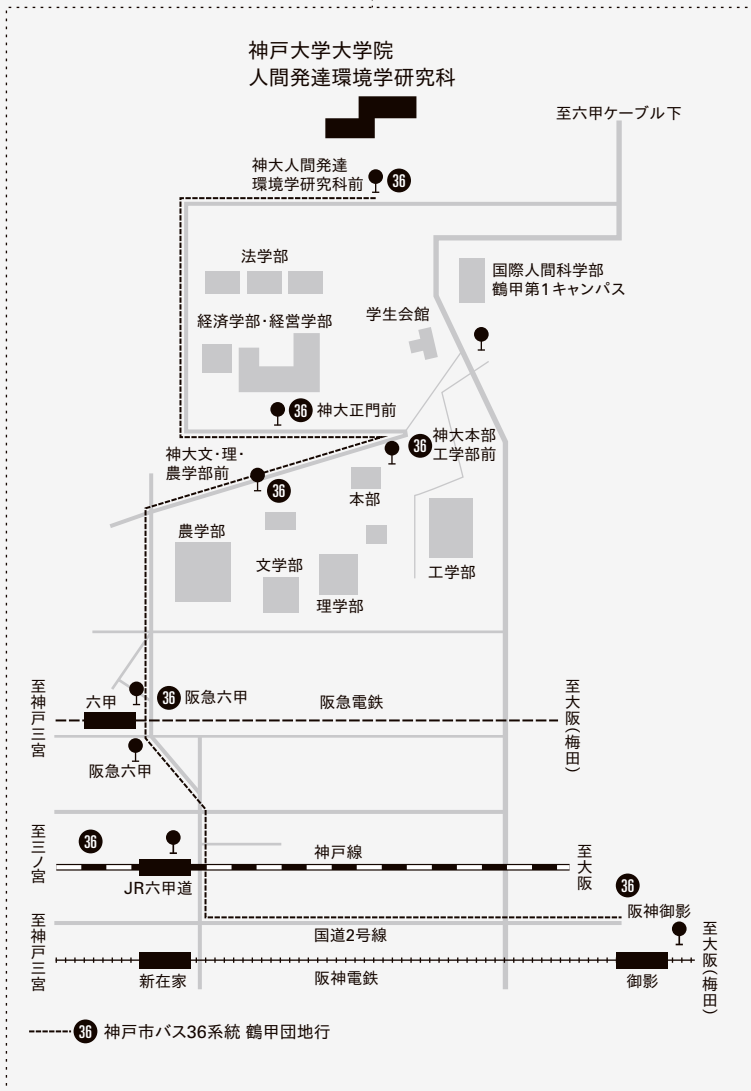 神戸大学大学院
人間発達環境学研究科
至六甲ケーブル下
神大人間発達
環境学研究科前
36
法学部
国際人間科学部
鶴甲第1キャンパス
経済学部・経営学部
学生会館
36
神大正門前
36
神大本部
工学部前
神大文・理・
農学部前
36
本部
農学部
文学部
理学部
工学部
至神戸三宮
六甲
36
阪急六甲
阪急電鉄
至大阪(梅田)
阪急六甲
至三ノ宮
36
神戸線
至大阪
JR六甲道
36
阪神御影
至神戸三宮
国道2号線
至大阪(梅田)
新在家
阪神電鉄
御影
36
神戸市バス36系統 鶴甲団地行